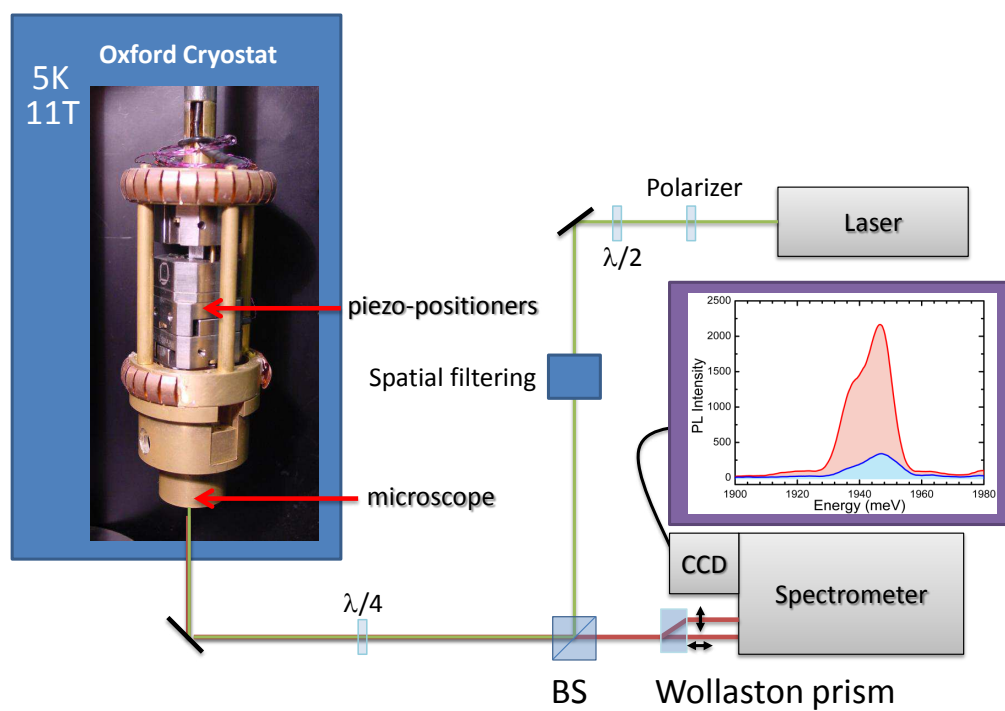 Oxford Cryostat
5K
11T
Polarizer
Laser
λ/2
piezo-positioners
Spatial filtering
microscope
2500
2000
1500
1000
500
0
PL Intensity
1900
1920
1940
1960
1980
Energy (meV)
CCD
Spectrometer
λ/4
BS
Wollaston prism